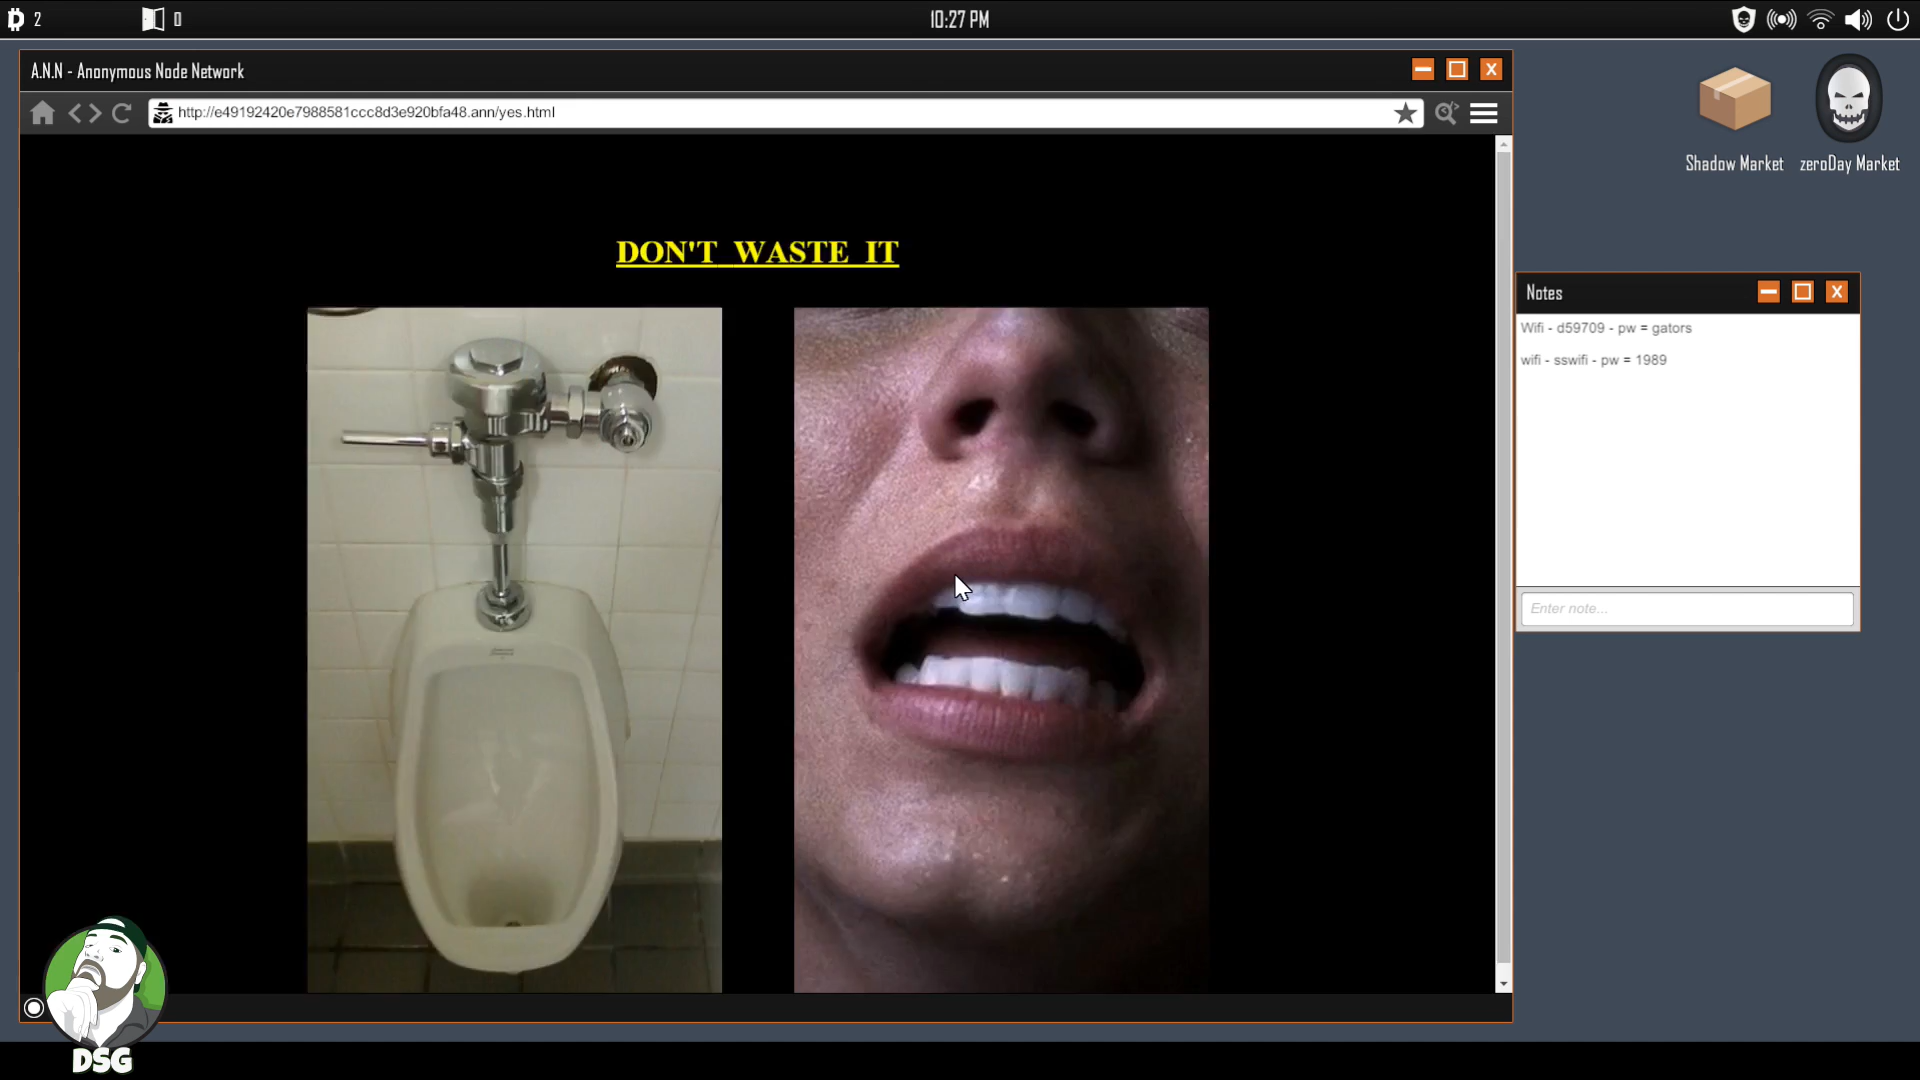 2
0
10:27 PM
A.N.N - Anonymous Node Network
http://e49192420e7988581ccc8d3e920bfa48.ann/yes.html
Shadow Market
zeroDay Market
DON'T WASTE IT
Notes
Wifi - d59709 - pw = gators
wifi - sswifi - pw = 1989
Enter note...
DSG